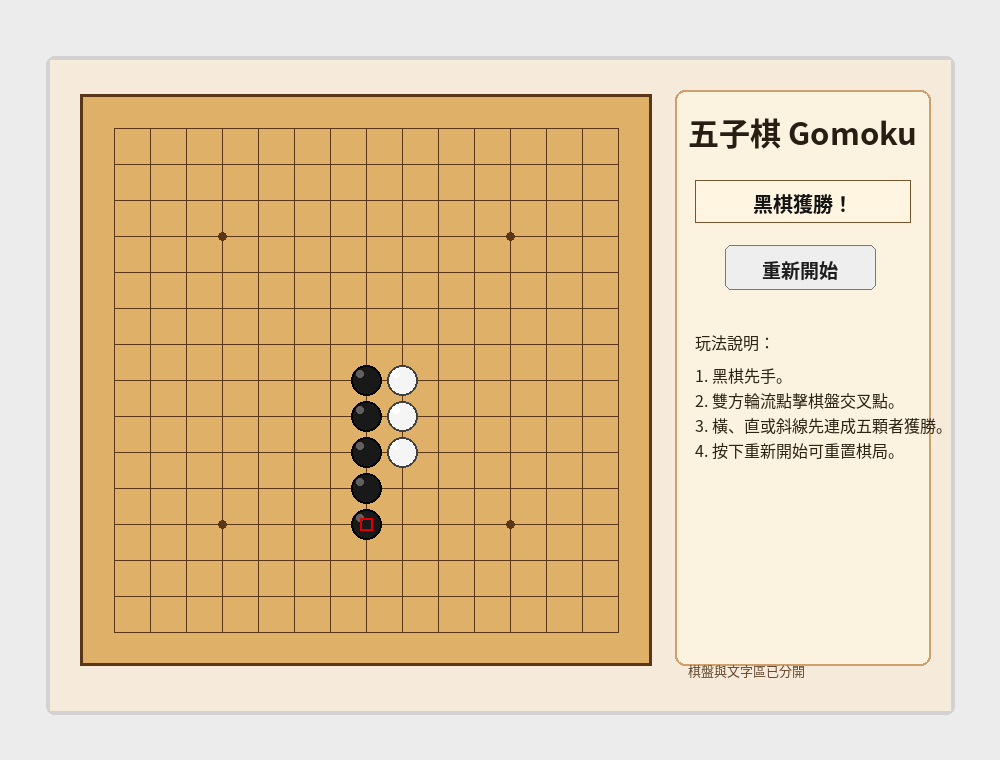 五子棋 Gomoku
黑棋獲勝！
重新開始
玩法說明：
1. 黑棋先手。
2. 雙方輪流點擊棋盤交叉點。
3. 橫、直或斜線先連成五顆者獲勝。
4. 按下重新開始可重置棋局。
棋盤與文字區已分開